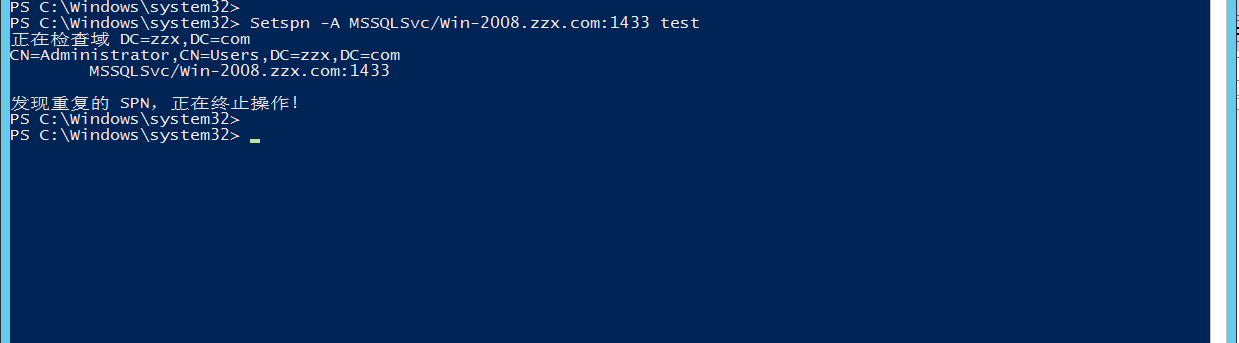 PS C:\Windows\system32>
PS C:\Windows\system32> Setspn -A MSSQLSvc/Win-2008.zzx.com:1433 test
正在检查域 DC=zzx,DC=com
CN=Administrator,CN=Users,DC=zzx,DC=com
        MSSQLSvc/Win-2008.zzx.com:1433
发现重复的 SPN，正在终止操作!
PS C:\Windows\system32>
PS C:\Windows\system32>